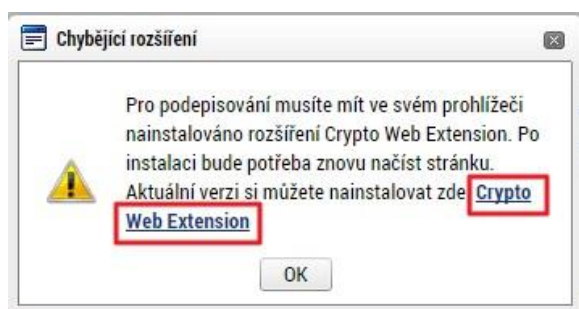 Chybějící rozšíření
Pro podepisování musíte mít ve svém prohlížeči
nainstalováno rozšíření Crypto Web Extension. Po
instalaci bude potřeba znovu načíst stránku.
Aktuální verzi si můžete nainstalovat zde Crypto
Web Extension
OK